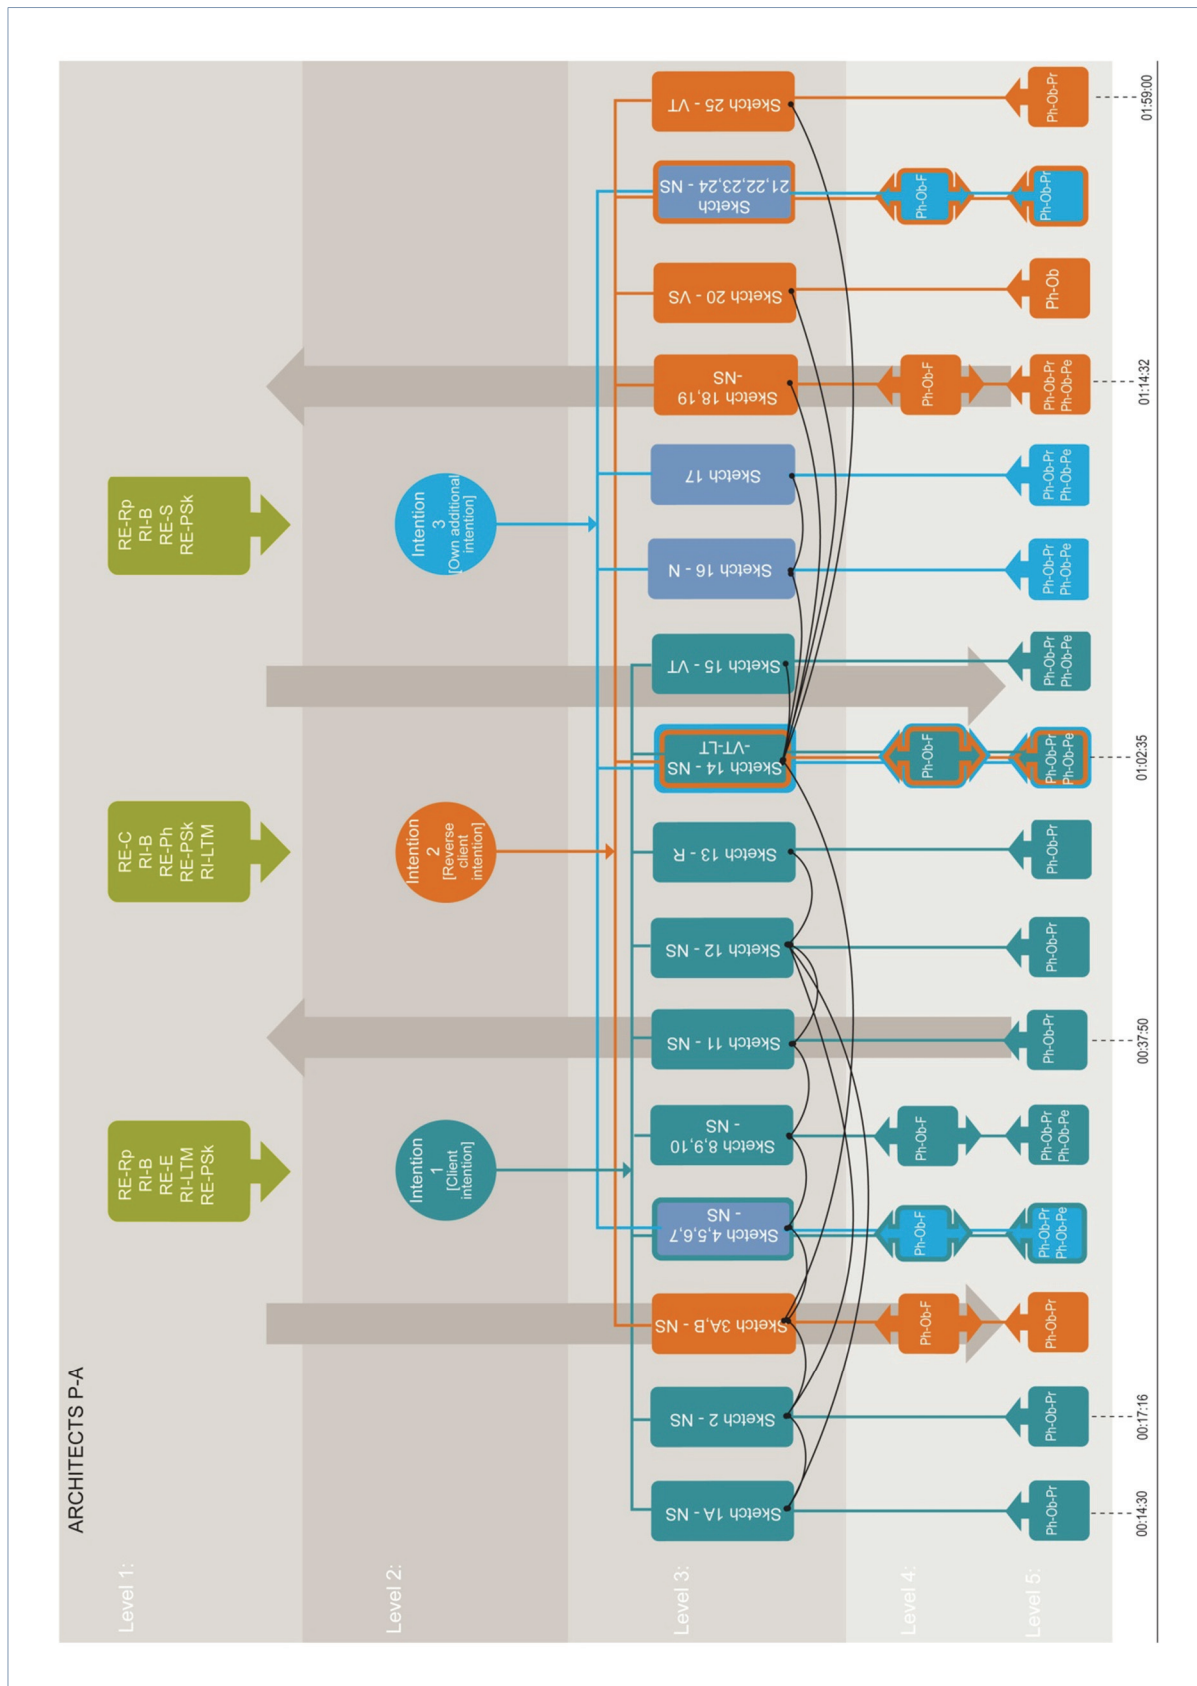 ARCHITECTS P-A
Level 1:
RE-Rp
RI-B
RE-E
RI-LTM
RE-PSk
RE-C
RI-B
RE-Ph
RE-PSk
RI-LTM
RE-Rp
RI-B
RE-S
RE-PSk
Level 2:
Intention
1
[Client
intention]
Intention
2
[Reverse
client
intention]
Intention
3
[Own additional
intention]
Level 3:
Sketch 1A - NS
Sketch 2 - NS
Sketch 3A,B - NS
Sketch 4,5,6,7
- NS
Sketch 8,9,10
- NS
Sketch 11 - NS
Sketch 12 - NS
Sketch 13 - R
Sketch 14 - NS
-VT-LT
Sketch 15 - VT
Sketch 16 - N
Sketch 17
Sketch 18,19
-NS
Sketch 20 - VS
Sketch
21,22,23,24 - NS
Sketch 25 - VT
Level 4:
Ph-Ob-F
Ph-Ob-F
Ph-Ob-F
Ph-Ob-F
Ph-Ob-F
Ph-Ob-F
Level 5:
Ph-Ob-Pr
Ph-Ob-Pr
Ph-Ob-Pr
Ph-Ob-Pr
Ph-Ob-Pe
Ph-Ob-Pr
Ph-Ob-Pe
Ph-Ob-Pr
Ph-Ob-Pr
Ph-Ob-Pr
Ph-Ob-Pr
Ph-Ob-Pe
Ph-Ob-Pr
Ph-Ob-Pe
Ph-Ob-Pr
Ph-Ob-Pe
Ph-Ob-Pr
Ph-Ob-Pe
Ph-Ob-Pr
Ph-Ob-Pe
Ph-Ob
Ph-Ob-Pr
Ph-Ob-Pr
00:14:30
00:17:16
00:37:50
01:02:35
01:14:32
01:59:00